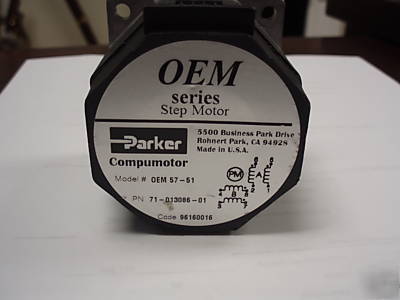 OEM
series
Step Motor
Parker
Compumotor
5500 Business Park Drive
Rohnert Park, CA 94928
Made in U.S.A.
Model # OEM 57-51
PN 71-013086-01
Code 96160016
PM
A
B